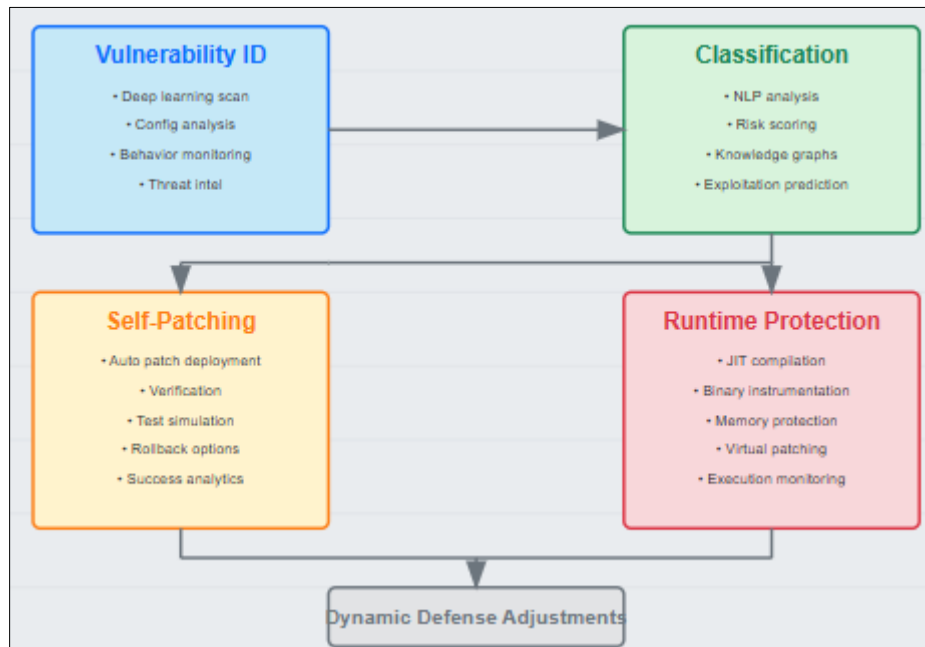 Vulnerability ID
• Deep learning scan
• Config analysis
• Behavior monitoring
• Threat intel
Classification
• NLP analysis
• Risk scoring
• Knowledge graphs
• Exploitation prediction
Self-Patching
• Auto patch deployment
• Verification
• Test simulation
• Rollback options
• Success analytics
Runtime Protection
• JIT compilation
• Binary instrumentation
• Memory protection
• Virtual patching
• Execution monitoring
Dynamic Defense Adjustments